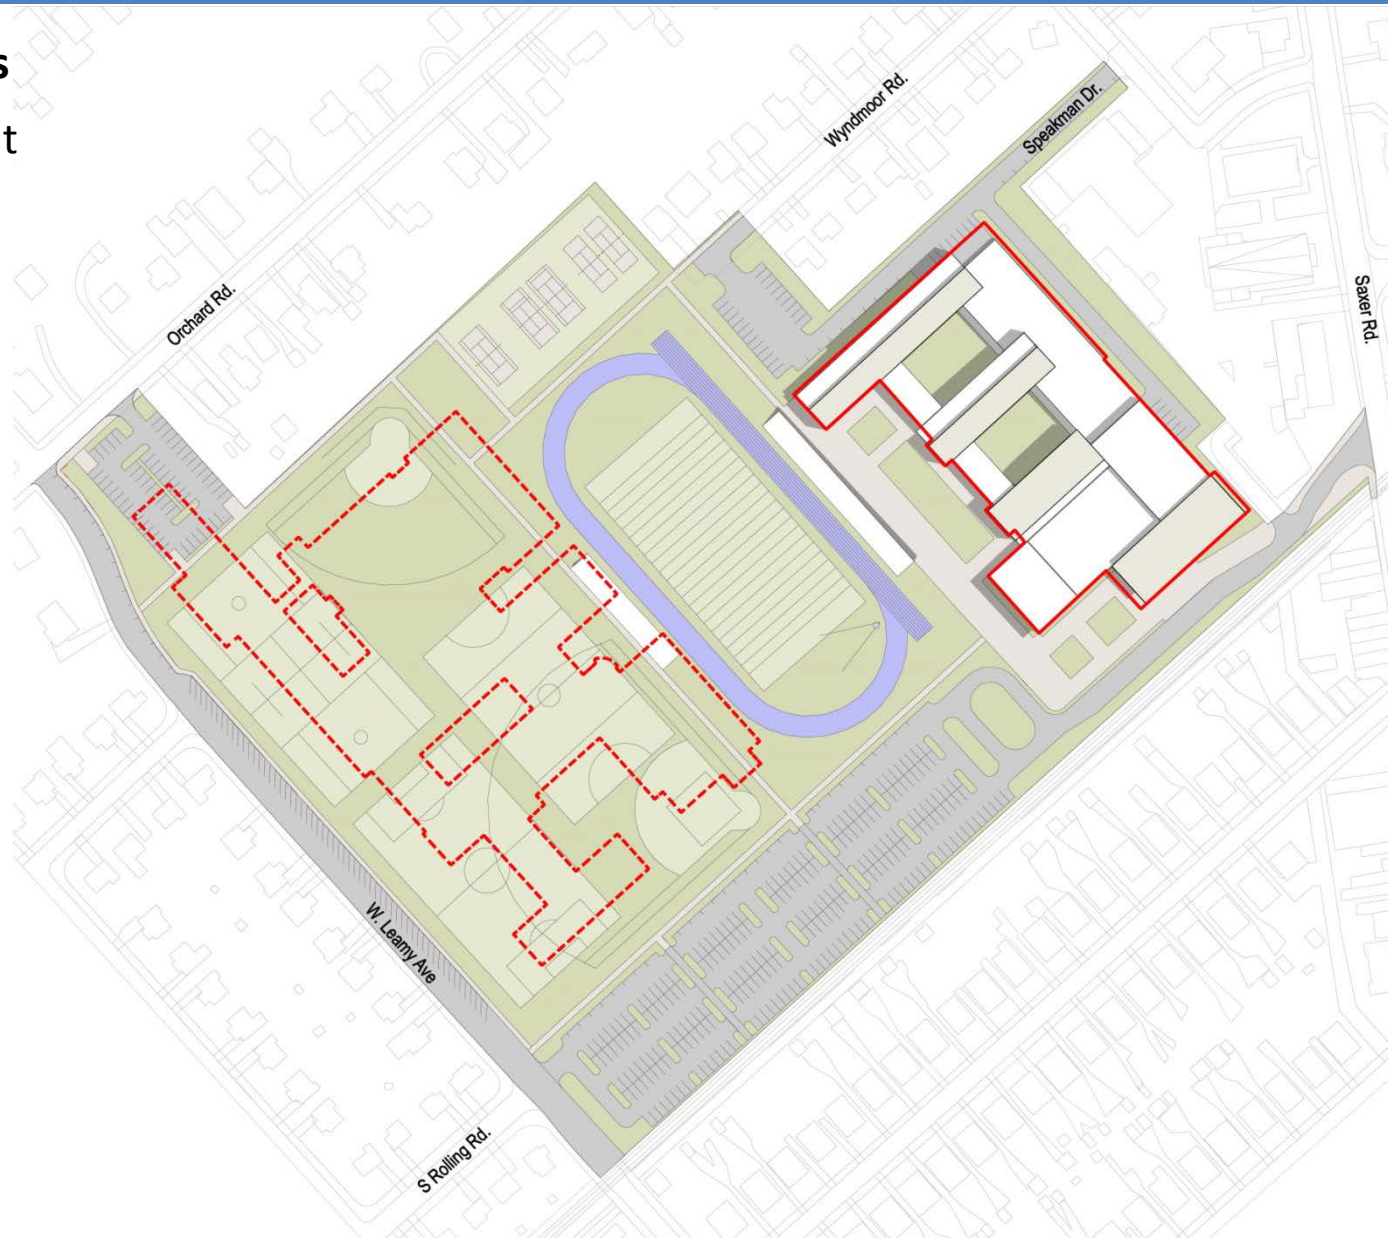 s
t
Wyndmoor Rd.
Speakman Dr.
Orchard Rd.
Saxer Rd.
W. Leamy Ave
S Rolling Rd.